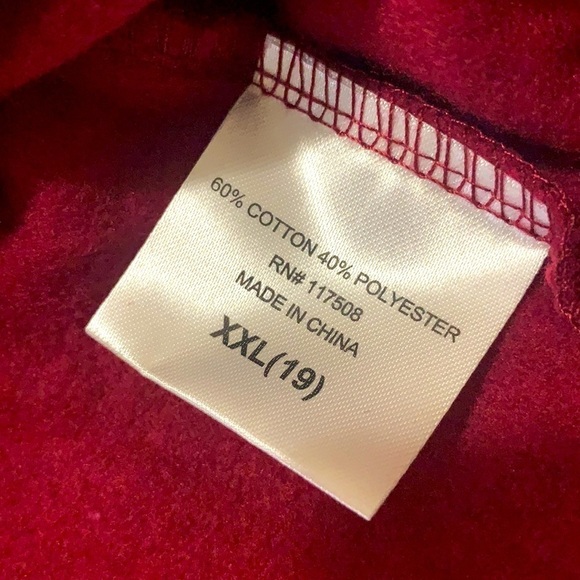 60% COTTON 40% POLYESTER
RN# 117508
MADE IN CHINA
XXL(19)